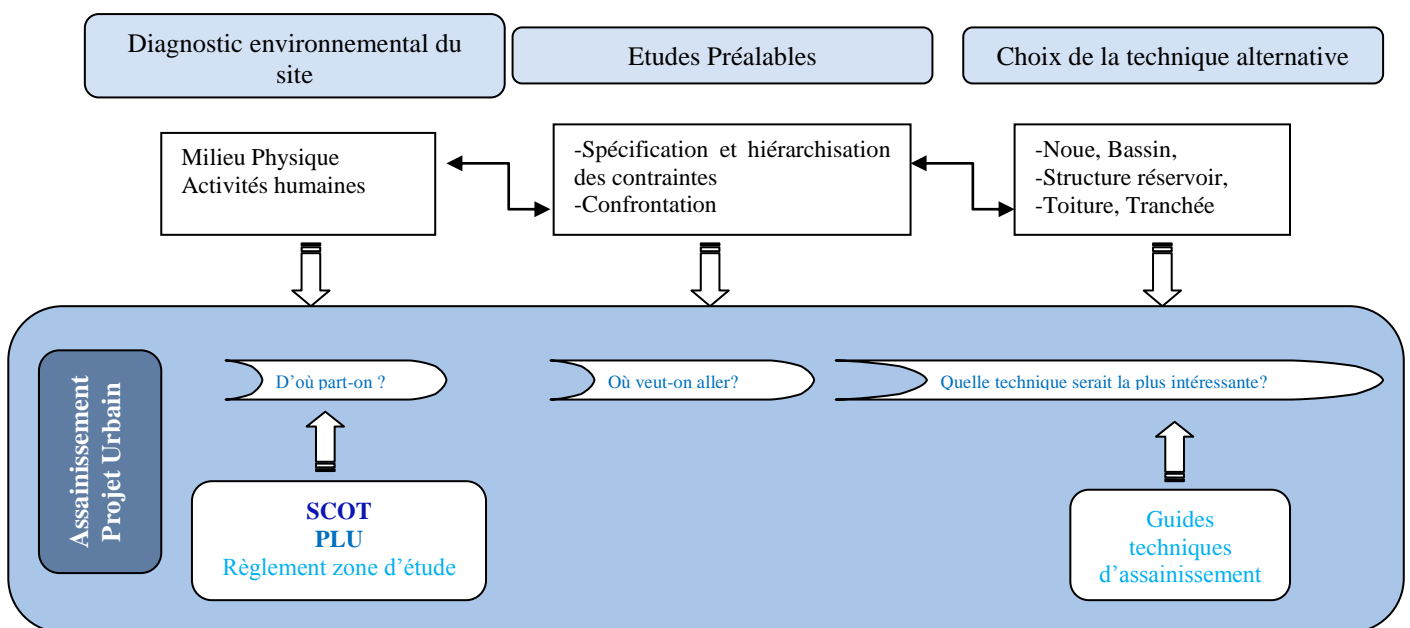 Diagnostic environnemental du
site
Etudes Préalables
Choix de la technique alternative
Milieu Physique
Activités humaines
-Spécification et hiérarchisation
des contraintes
-Confrontation
-Noue, Bassin,
-Structure réservoir,
-Toiture, Tranchée
Assainissement
Projet Urbain
D'où part-on ?
Où veut-on aller?
Quelle technique serait la plus intéressante?
SCOT
PLU
Règlement zone d'étude
Guides
techniques
d'assainissement